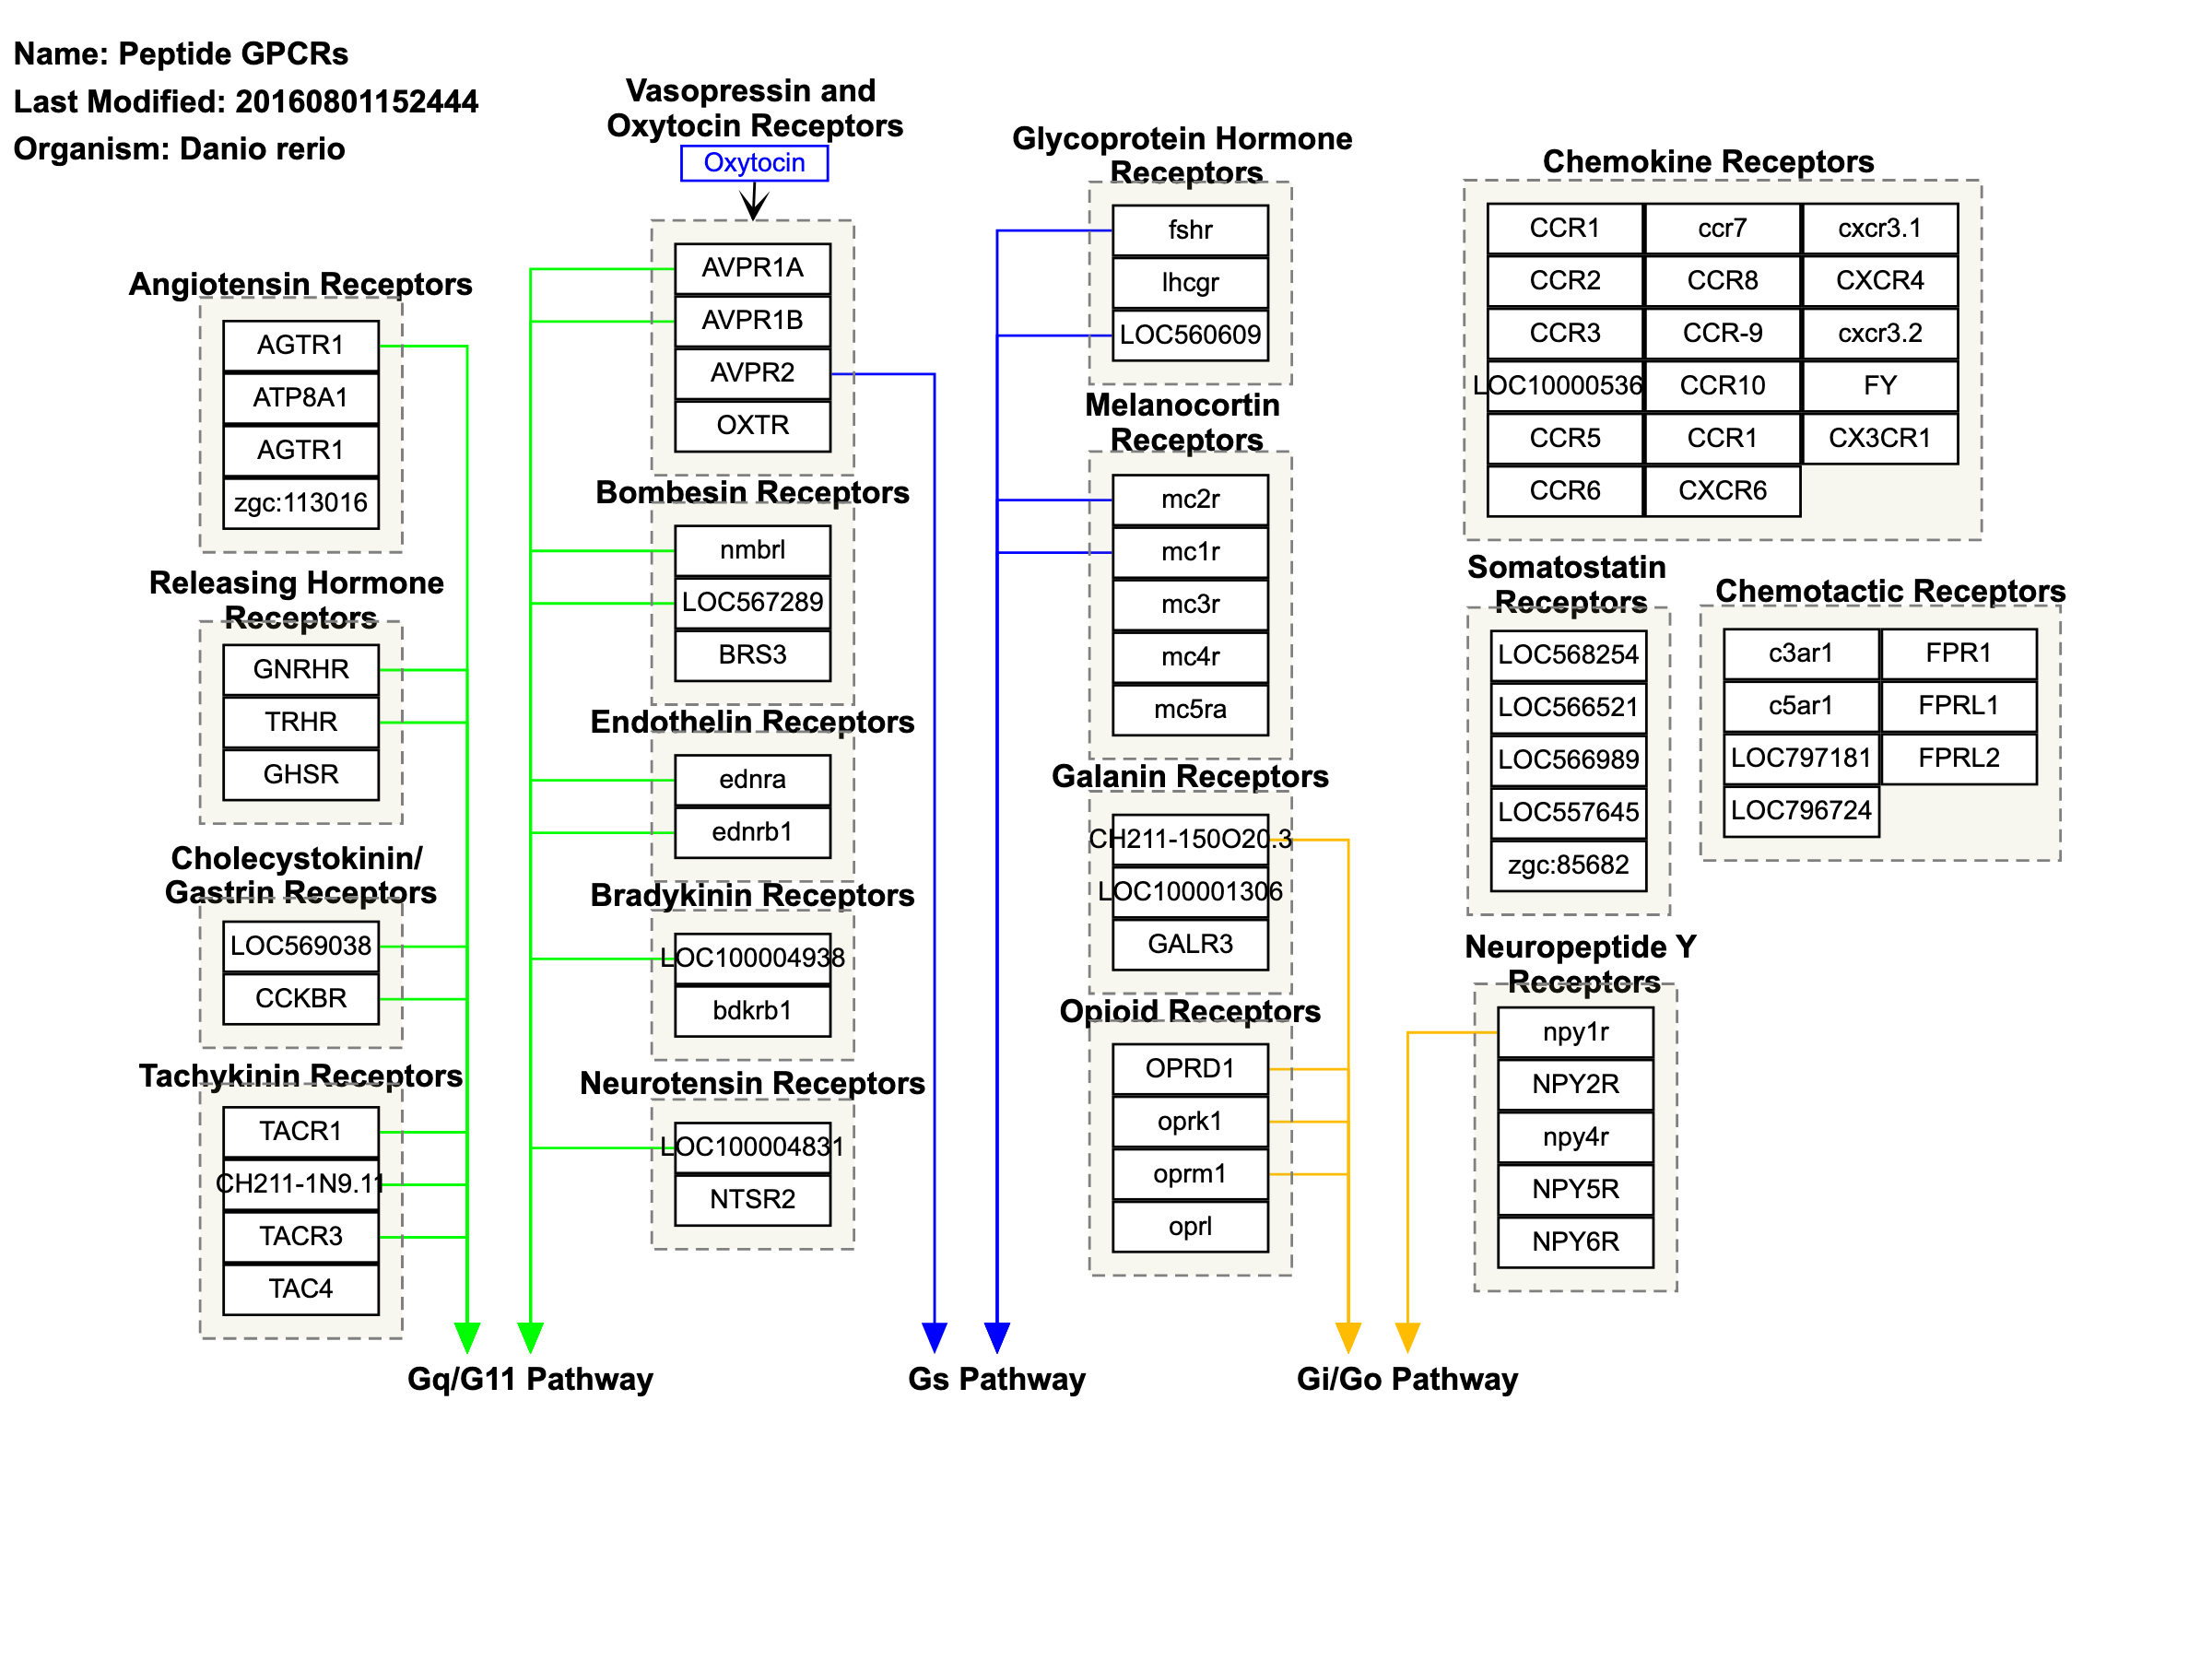 Name: Peptide GPCRs
Last Modified: 20160801152444
Organism: Danio rerio
Angiotensin Receptors
AGTR1
ATP8A1
AGTR1
zgc:113016
Releasing Hormone
Receptors
GNRHR
TRHR
GHSR
Cholecystokinin/
Gastrin Receptors
LOC569038
CCKBR
Tachykinin Receptors
TACR1
CH211-1N9.11
TACR3
TAC4
Vasopressin and
Oxytocin Receptors
Oxytocin
AVPR1A
AVPR1B
AVPR2
OXTR
Bombesin Receptors
nmbrl
LOC567289
BRS3
Endothelin Receptors
ednra
ednrb1
Bradykinin Receptors
LOC100004938
bdkrb1
Neurotensin Receptors
LOC100004831
NTSR2
Glycoprotein Hormone
Receptors
fshr
lhcgr
LOC560609
Melanocortin
Receptors
mc2r
mc1r
mc3r
mc4r
mc5ra
Galanin Receptors
CH211-150O20.3
LOC100001306
GALR3
Opioid Receptors
OPRD1
oprk1
oprm1
oprl
Chemokine Receptors
CCR1 ccr7 cxcr3.1
CCR2 CCR8 CXCR4
CCR3 CCR-9 cxcr3.2
LOC10000536 CCR10 FY
CCR5 CCR1 CX3CR1
CCR6 CXCR6
Somatostatin
Receptors
LOC568254
LOC566521
LOC566989
LOC557645
zgc:85682
Chemotactic Receptors
c3ar1 FPR1
c5ar1 FPRL1
LOC797181 FPRL2
LOC796724
Neuropeptide Y
Receptors
npy1r
NPY2R
npy4r
NPY5R
NPY6R
Gq/G11 Pathway
Gs Pathway
Gi/Go Pathway